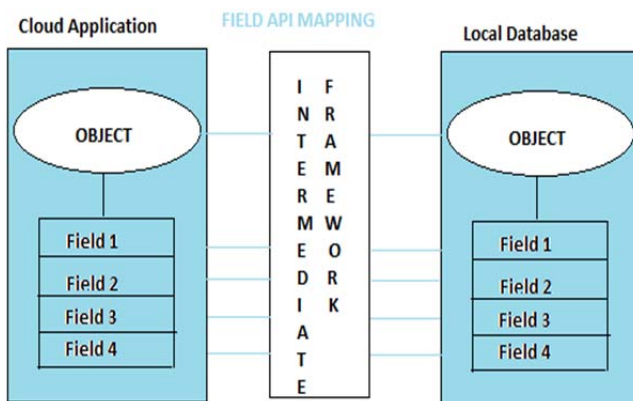 Cloud Application
FIELD API MAPPING
Local Database
OBJECT
Field 1
Field 2
Field 3
Field 4
INTERMEDIATE
FRAMEWORK
OBJECT
Field 1
Field 2
Field 3
Field 4